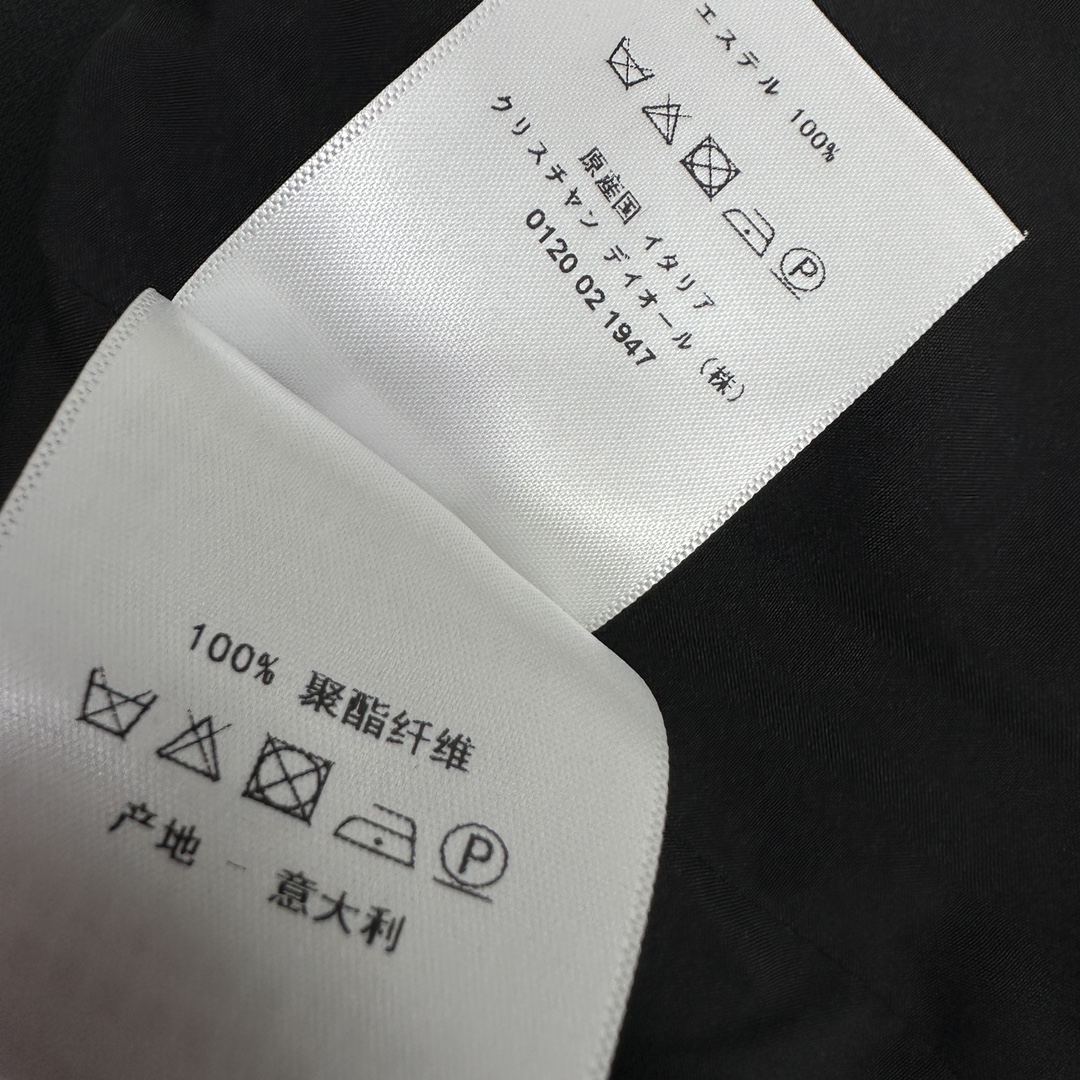 エステル 100%
原産国 イタリア
クリスチャン デイオール (株)
0120 02 1947
100% 聚酯纤维
产地 - 意大利